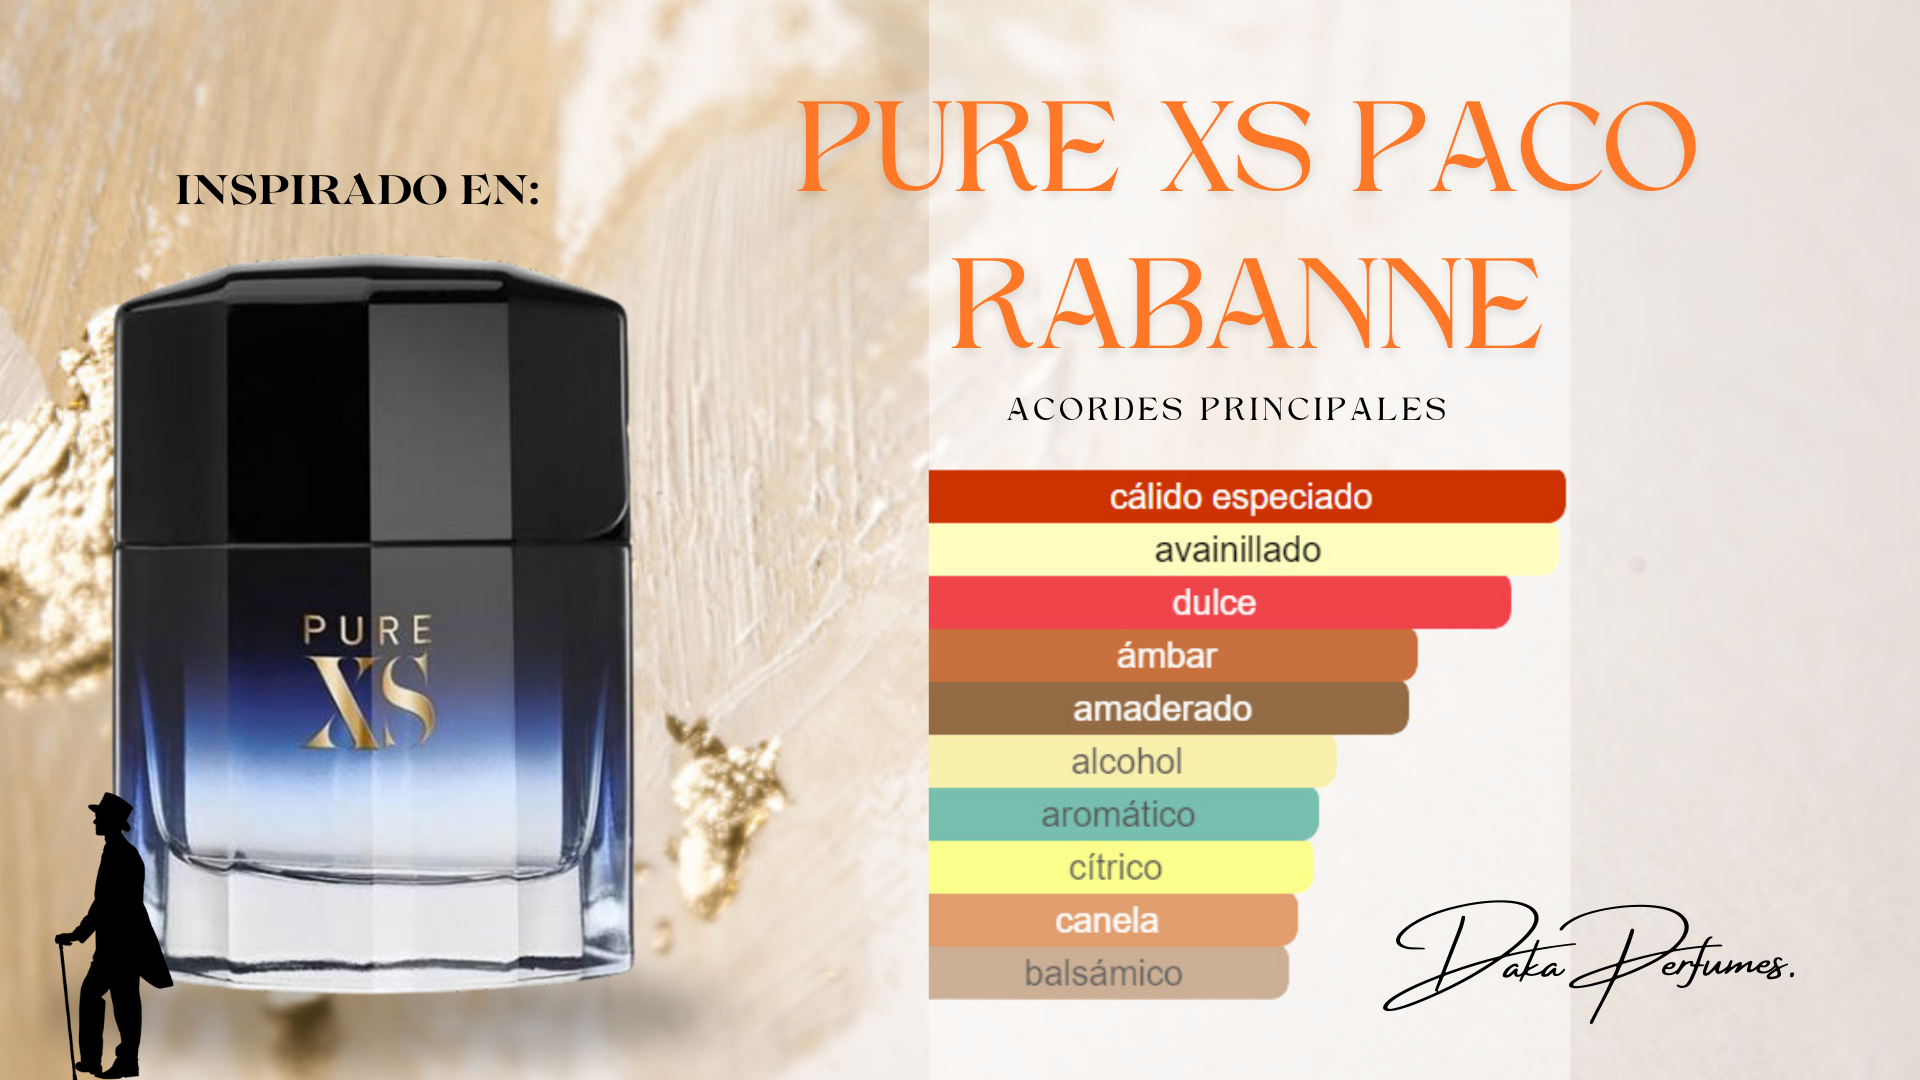 INSPIRADO EN:
PURE
XS
PURE XS PACO
RABANNE
ACORDES PRINCIPALES
cálido especiado
avainillado
dulce
ámbar
amaderado
alcohol
aromático
cítrico
canela
balsámico
Daka Perfumes.